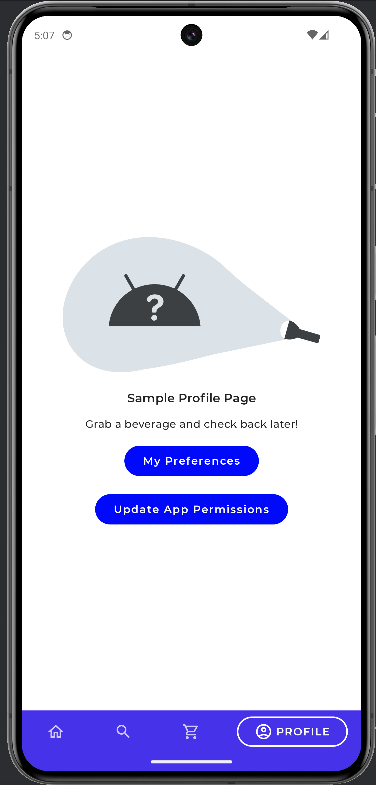 5:07
?
Sample Profile Page
Grab a beverage and check back later!
My Preferences
Update App Permissions
PROFILE